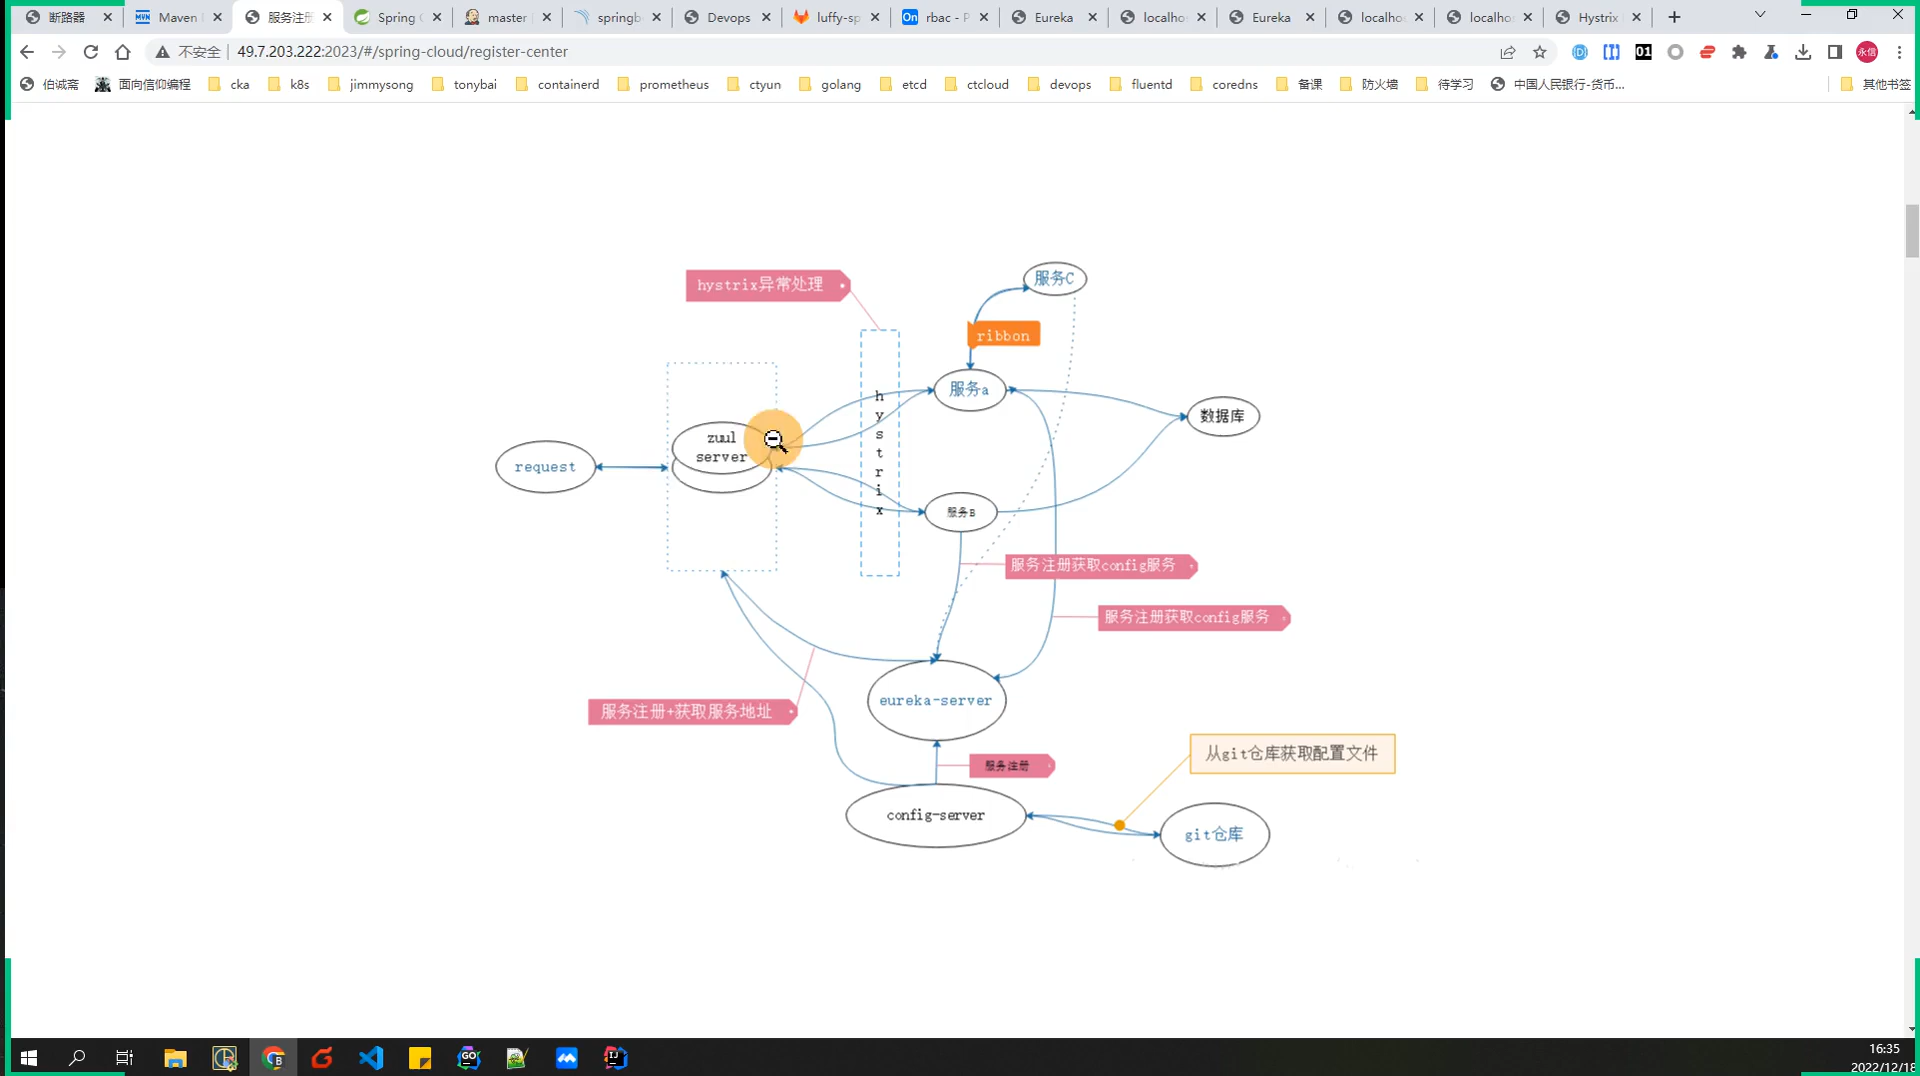 断路器
Maven
服务注册
Spring
master
springb
Devops
luffy-sp
rbac - P
Eureka
localho
Eureka
localho
localho
Hystrix
不安全 49.7.203.222:2023/#/spring-cloud/register-center
伯诚斋 面向信仰编程 cka k8s jimmysong tonybai containerd prometheus ctyun golang etcd ctcloud devops fluentd coredns 备课 防火墙 待学习 中国人民银行-货币... 其他书签
hystrix异常处理
服务C
ribbon
服务a
数据库
hystrix
zuul
server
request
服务B
服务注册获取config服务
服务注册获取config服务
eureka-server
服务注册+获取服务地址
从git仓库获取配置文件
服务注册
config-server
git仓库
16:35
2022/12/18